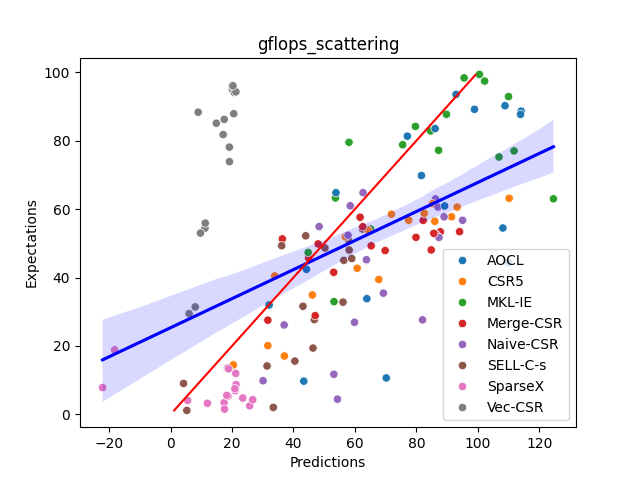 gflops_scattering
100
80
60
40
20
0
Expectations
−20
0
20
40
60
80
100
120
Predictions
AOCL
CSR5
MKL-IE
Merge-CSR
Naive-CSR
SELL-C-s
SparseX
Vec-CSR